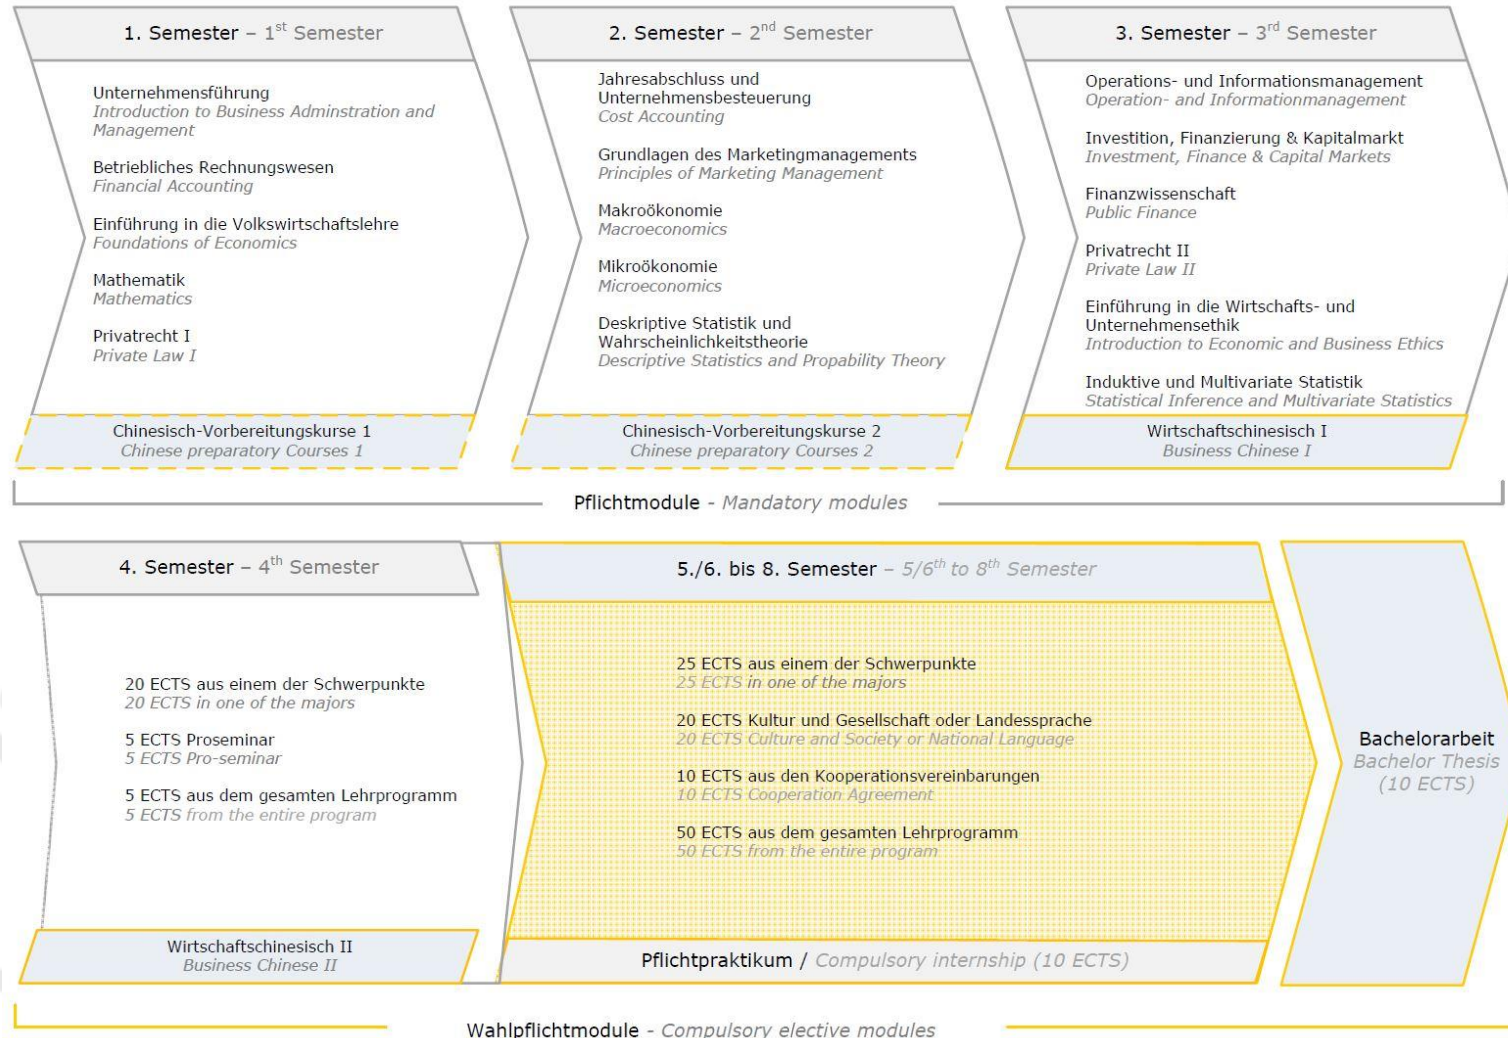 1. Semester – 1st Semester
Unternehmensführung
Introduction to Business Adminstration and
Management
Betriebliches Rechnungswesen
Financial Accounting
Einführung in die Volkswirtschaftslehre
Foundations of Economics
Mathematik
Mathematics
Privatrecht I
Private Law I
Chinesisch-Vorbereitungskurse 1
Chinese preparatory Courses 1
2. Semester – 2nd Semester
Jahresabschluss und
Unternehmensbesteuerung
Cost Accounting
Grundlagen des Marketingmanagements
Principles of Marketing Management
Makroökonomie
Macroeconomics
Mikroökonomie
Microeconomics
Deskriptive Statistik und
Wahrscheinlichkeitstheorie
Descriptive Statistics and Propability Theory
Chinesisch-Vorbereitungskurse 2
Chinese preparatory Courses 2
3. Semester – 3rd Semester
Operations- und Informationsmanagement
Operation- and Informationmanagement
Investition, Finanzierung & Kapitalmarkt
Investment, Finance & Capital Markets
Finanzwissenschaft
Public Finance
Privatrecht II
Private Law II
Einführung in die Wirtschafts- und
Unternehmensethik
Introduction to Economic and Business Ethics
Induktive und Multivariate Statistik
Statistical Inference and Multivariate Statistics
Wirtschaftschinesisch I
Business Chinese I
Pflichtmodule - Mandatory modules
4. Semester – 4th Semester
20 ECTS aus einem der Schwerpunkte
20 ECTS in one of the majors
5 ECTS Proseminar
5 ECTS Pro-seminar
5 ECTS aus dem gesamten Lehrprogramm
5 ECTS from the entire program
Wirtschaftschinesisch II
Business Chinese II
5./6. bis 8. Semester – 5/6th to 8th Semester
25 ECTS aus einem der Schwerpunkte
25 ECTS in one of the majors
20 ECTS Kultur und Gesellschaft oder Landessprache
20 ECTS Culture and Society or National Language
10 ECTS aus den Kooperationsvereinbarungen
10 ECTS Cooperation Agreement
50 ECTS aus dem gesamten Lehrprogramm
50 ECTS from the entire program
Pflichtpraktikum / Compulsory internship (10 ECTS)
Bachelorarbeit
Bachelor Thesis
(10 ECTS)
Wahlpflichtmodule - Compulsory elective modules